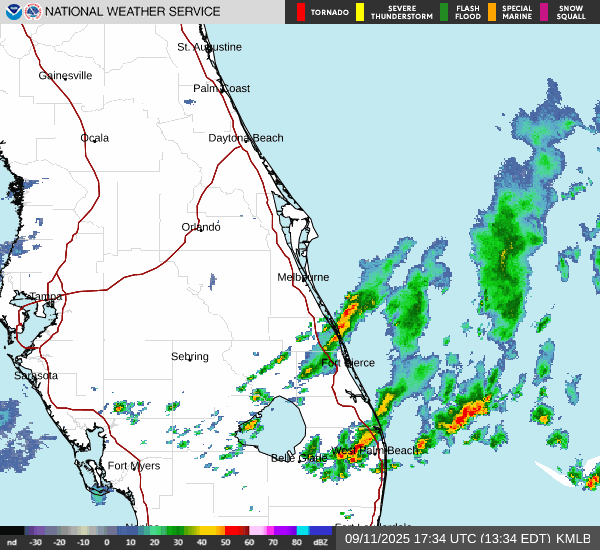 NATIONAL WEATHER SERVICE
TORNADO
SEVERE THUNDERSTORM
FLASH FLOOD
SPECIAL MARINE
SNOW SQUALL
St. Augustine
Gainesville
Palm Coast
Ocala
Daytona Beach
Orlando
Melbourne
Tampa
Sebring
Fort Pierce
Sarasota
West Palm Beach
Belle Glade
Fort Myers
nd -30 -20 -10 0 10 20 30 40 50 60 70 80 dBZ
09/11/2025 17:34 UTC (13:34 EDT) KMLB